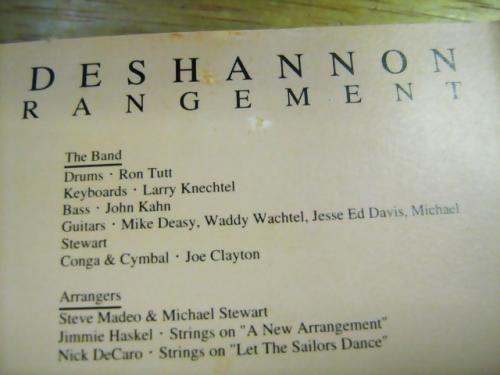 DESHANNON
RANGEMENT
The Band
Drums · Ron Tutt
Keyboards · Larry Knechtel
Bass · John Kahn
Guitars · Mike Deasy, Waddy Wachtel, Jesse Ed Davis, Michael
Stewart
Conga & Cymbal · Joe Clayton
Arrangers
Steve Madeo & Michael Stewart
Jimmie Haskel · Strings on "A New Arrangement"
Nick DeCaro · Strings on "Let The Sailors Dance"